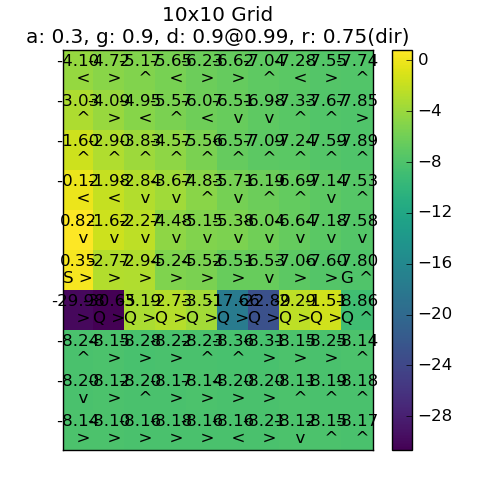 10x10 Grid
a: 0.3, g: 0.9, d: 0.9@0.99, r: 0.75(dir)
-4.10 -4.72 -5.17 -5.65 -6.23 -6.62 -7.04 -7.28 -7.55 -7.74
< > ^ < > > ^ < > ^
-3.03 -4.09 -4.95 -5.57 -6.07 -6.51 -6.98 -7.33 -7.67 -7.85
^ > < ^ < v v ^ ^ >
-1.60 -2.90 -3.83 -4.57 -5.56 -6.57 -7.09 -7.24 -7.59 -7.89
^ ^ ^ ^ ^ ^ ^ ^ ^ ^
-0.12 -1.98 -2.84 -3.67 -4.83 -5.71 -6.19 -6.69 -7.14 -7.53
< < v v ^ v ^ ^ v ^
0.82 -1.62 -2.27 -4.48 -5.15 -5.38 -6.04 -6.64 -7.18 -7.58
v v v v v v v v v v
0.35 -2.77 -2.94 -5.24 -5.52 -6.51 -6.53 -7.06 -7.60 -7.80
S > > > > > > v > > G ^
-29.98 -3.19 -2.73 -3.51 -2.29 -1.53 -8.86
> Q > Q > Q > Q > Q > Q > Q > Q > Q ^
-8.24 -8.15 -8.28 -8.22 -8.23 -8.36 -8.31 -8.15 -8.25 -8.14
^ > > > ^ ^ > > > ^
-8.20 -8.12 -8.20 -8.17 -8.14 -8.20 -8.20 -8.11 -8.19 -8.18
v > ^ > > > > ^ ^ ^
-8.14 -8.10 -8.16 -8.18 -8.16 -8.16 -8.21 -8.12 -8.15 -8.17
> > > > > < > v ^ ^
0
−4
−8
−12
−16
−20
−24
−28